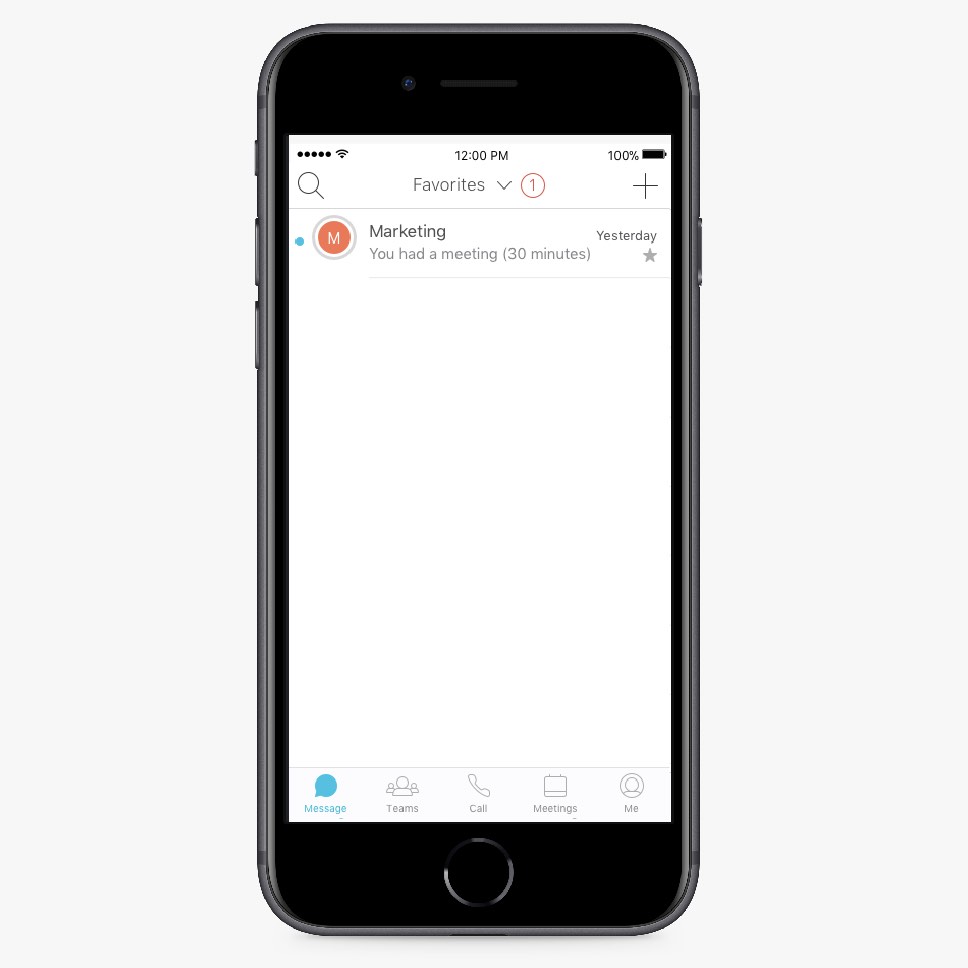 12:00 PM 100%
Favorites 1
M Marketing Yesterday
You had a meeting (30 minutes)
Message Teams Call Meetings Me